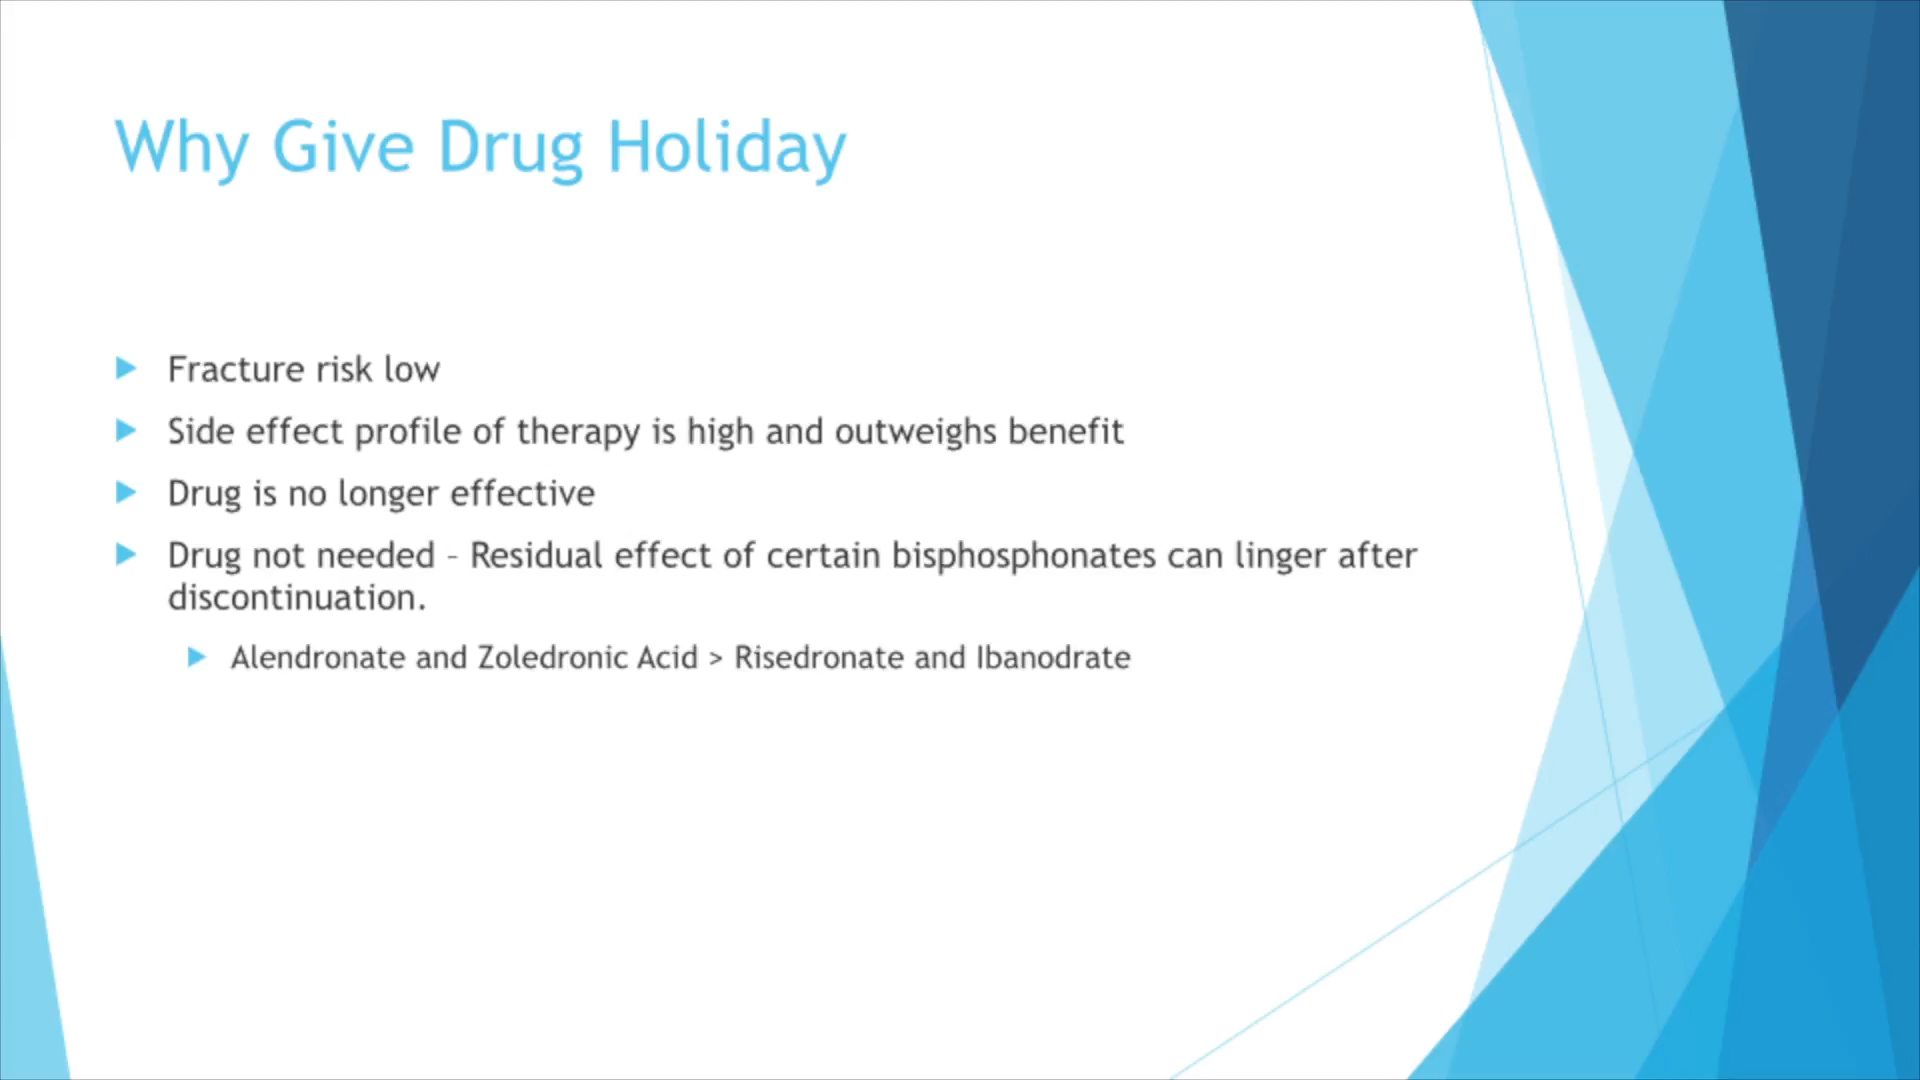 Why Give Drug Holiday
Fracture risk low
Side effect profile of therapy is high and outweighs benefit
Drug is no longer effective
Drug not needed – Residual effect of certain bisphosphonates can linger after
discontinuation.
Alendronate and Zoledronic Acid > Risedronate and Ibanodrate